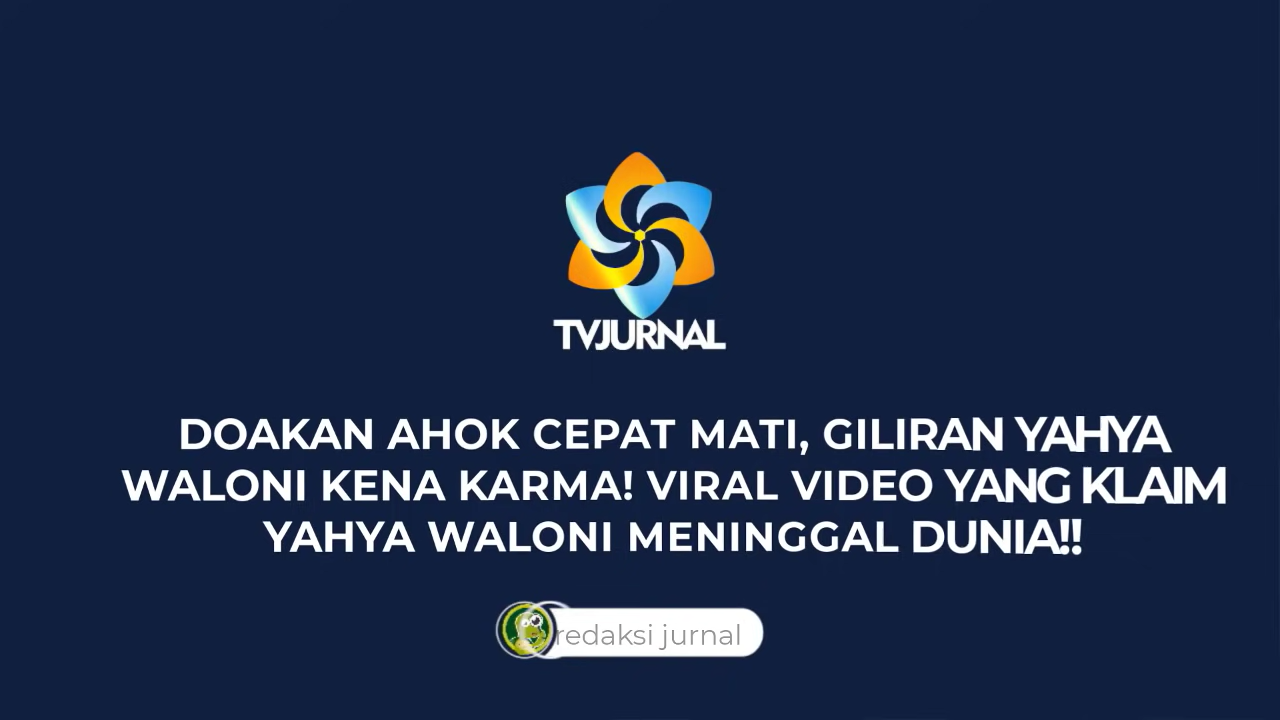 TVJURNAL
DOAKAN AHOK CEPAT MATI, GILIRAN YAHYA
WALONI KENA KARMA! VIRAL VIDEO YANG KLAIM
YAHYA WALONI MENINGGAL DUNIA!!
redaksi jurnal